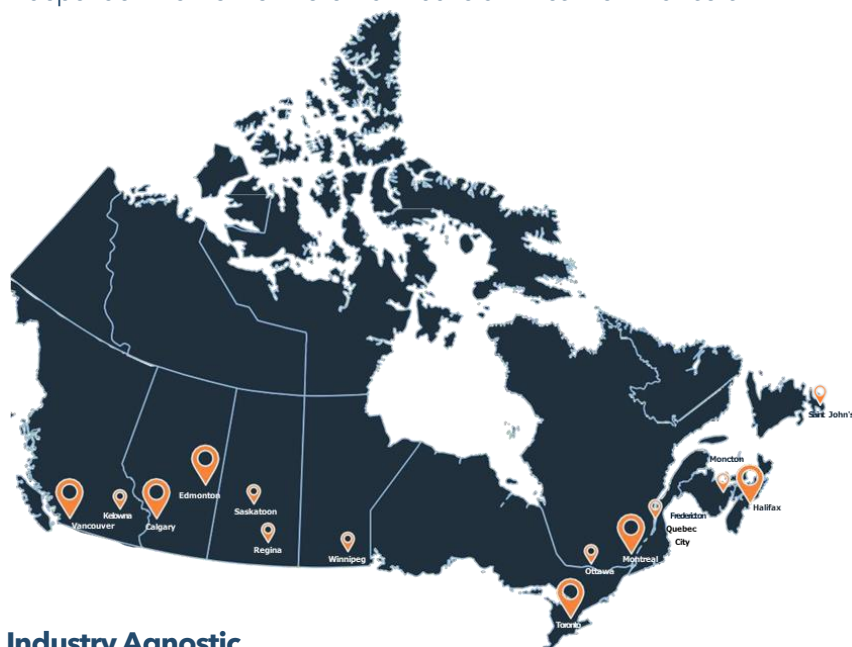 Saint John's
Moncton
Edmonton
Saskatoon
Halifax
Kelowna
Fredericton
Vancouver
Calgary
Quebec
City
Regina
Winnipeg
Montreal
Ottawa
Toronto
Industry Agnostic